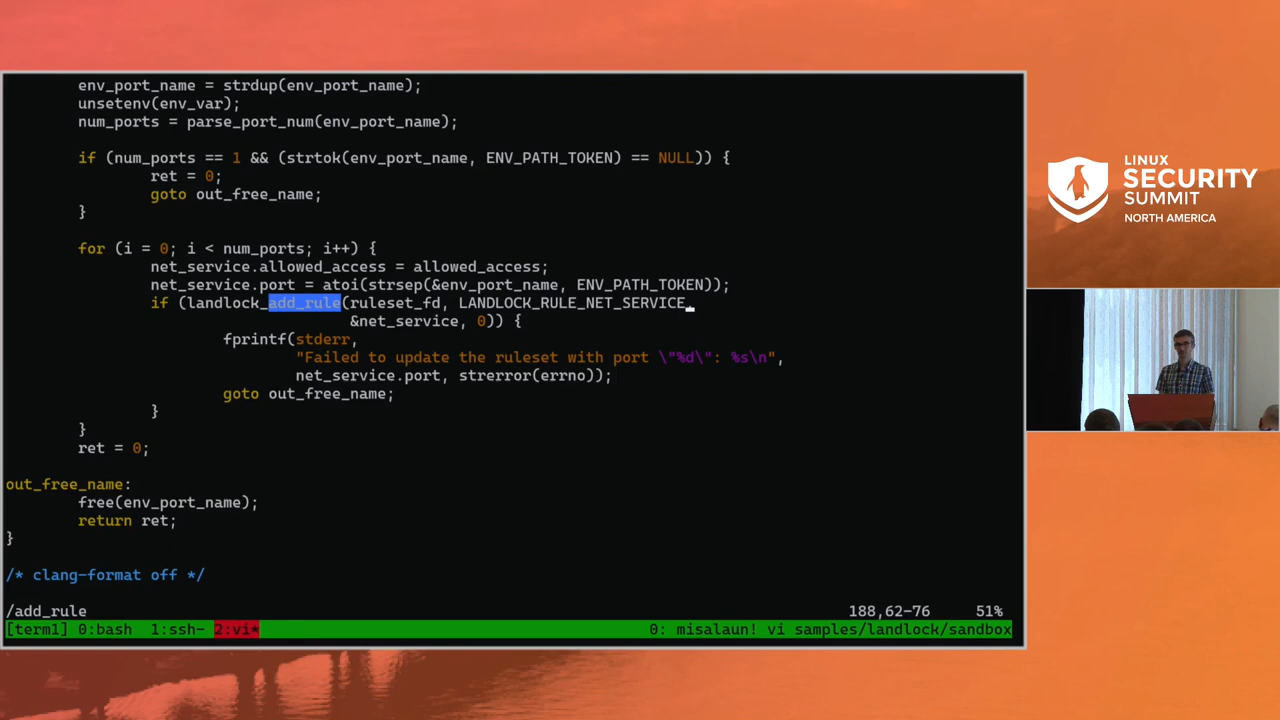 env_port_name = strdup(env_port_name);
        unsetenv(env_var);
        num_ports = parse_port_num(env_port_name);

        if (num_ports == 1 && (strtok(env_port_name, ENV_PATH_TOKEN) == NULL)) {
                ret = 0;
                goto out_free_name;
        }

        for (i = 0; i < num_ports; i++) {
                net_service.allowed_access = allowed_access;
                net_service.port = atoi(strsep(&env_port_name, ENV_PATH_TOKEN));
                if (landlock_add_rule(ruleset_fd, LANDLOCK_RULE_NET_SERVICE,
                                      &net_service, 0)) {
                        fprintf(stderr,
                                "Failed to update the ruleset with port \"%d\": %s\n",
                                net_service.port, strerror(errno));
                        goto out_free_name;
                }
        }
        ret = 0;

out_free_name:
        free(env_port_name);
        return ret;
}

/* clang-format off */
/add_rule 188,62-76 51%
[term1] 0:bash 1:ssh- 2:vi* 0: misalaun! vi samples/landlock/sandbox
LINUX
SECURITY
SUMMIT
NORTH AMERICA